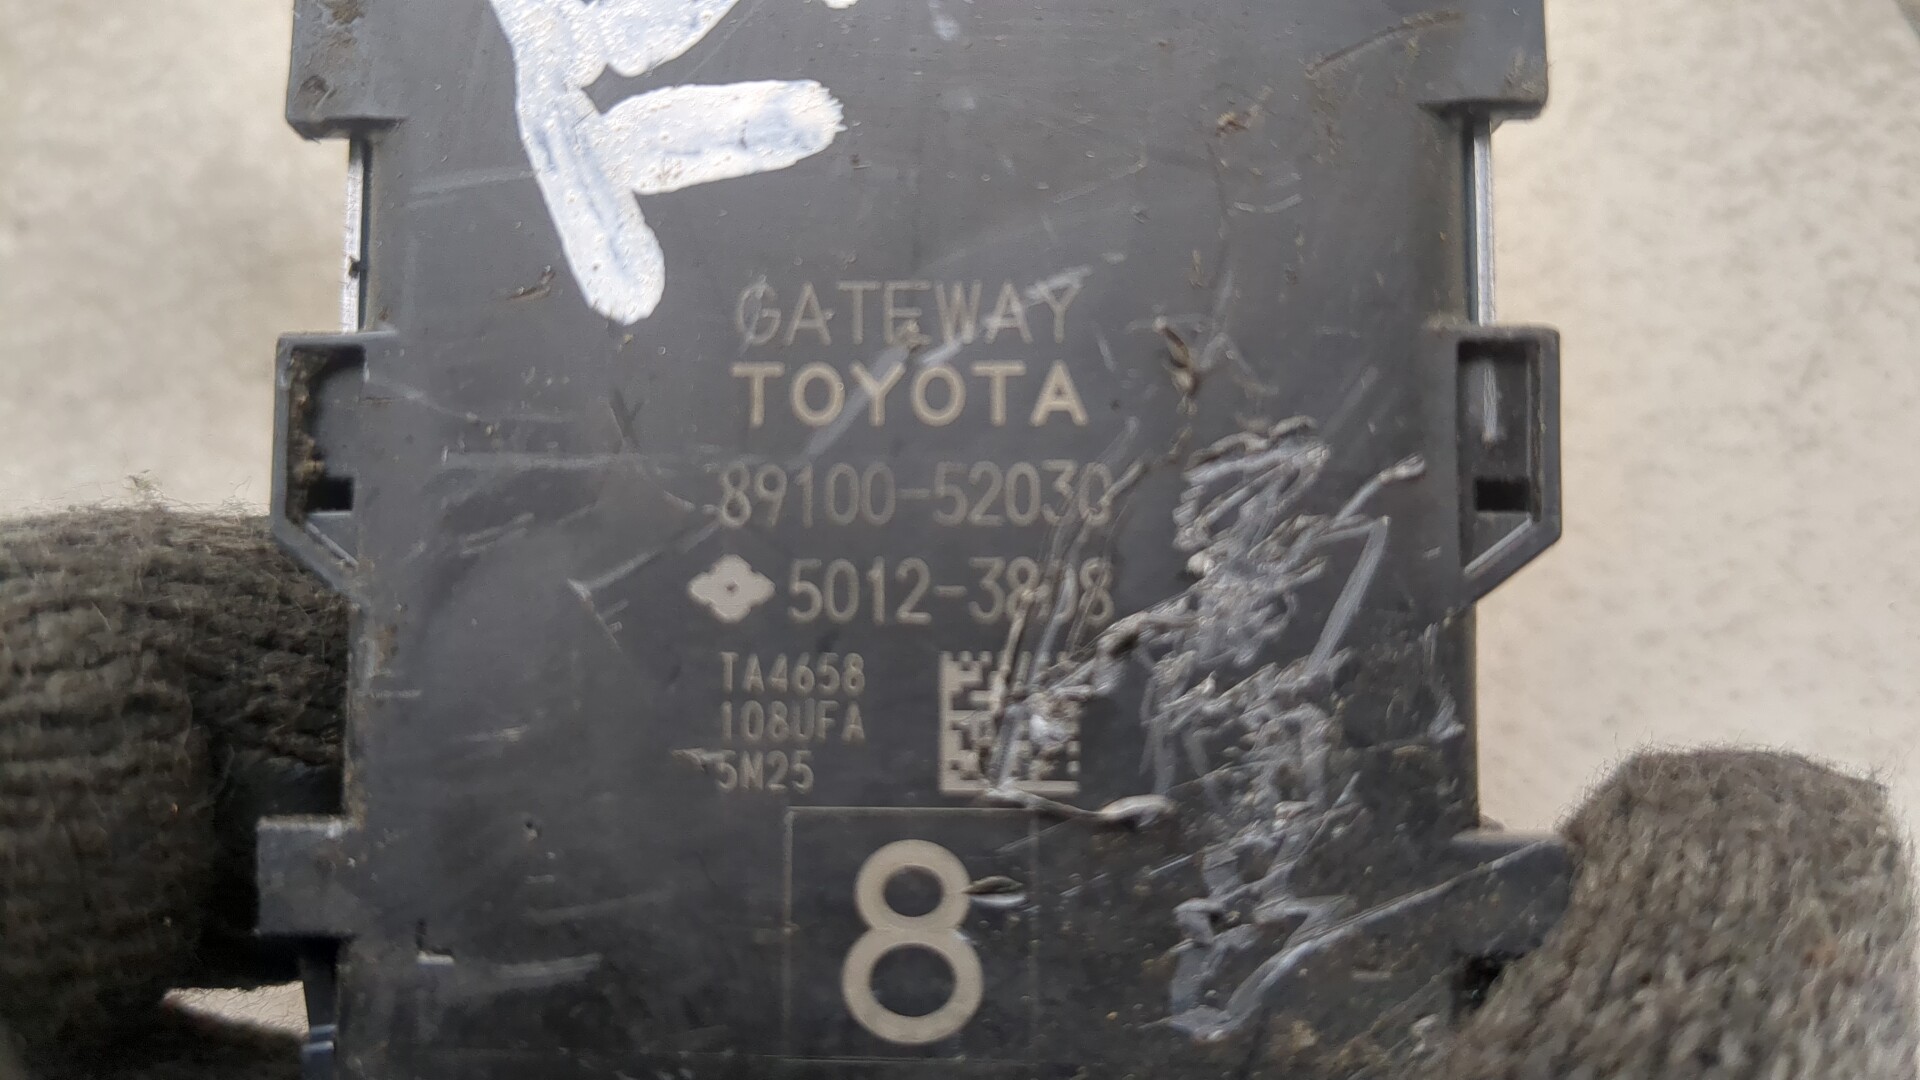 GATEWAY
TOYOTA
89100-52030
TA4658
108UFA
5M25
8